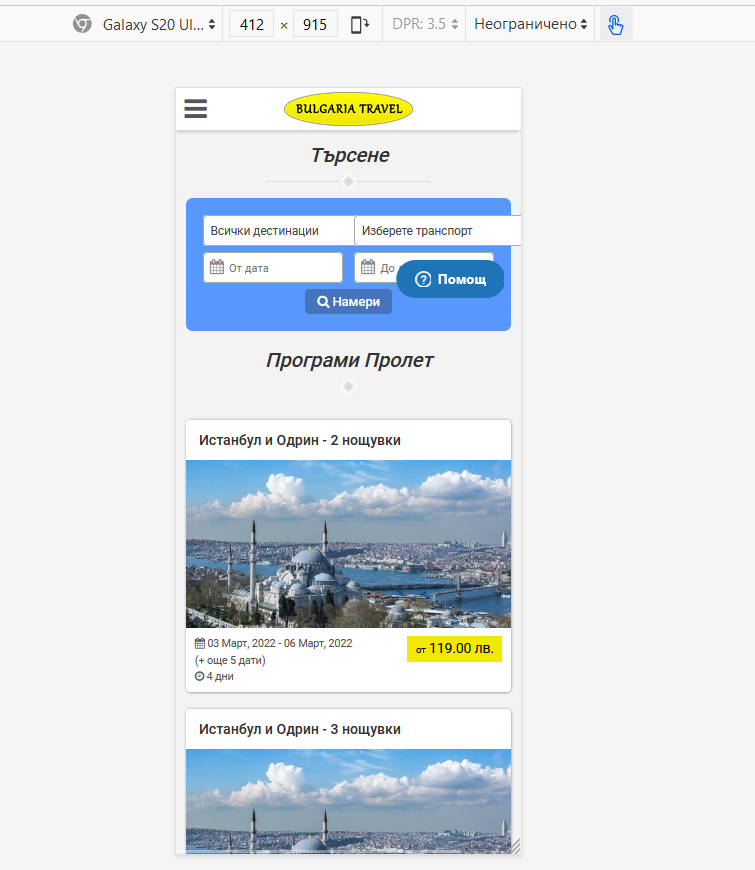 Galaxy S20 Ul... 412 × 915 DPR: 3.5 Неограничено
BULGARIA TRAVEL
Търсене
Всички дестинации Изберете транспорт
От дата До
Помощ
Намери
Програми Пролет
Истанбул и Одрин - 2 нощувки
03 Март, 2022 - 06 Март, 2022
от 119.00 лв.
(+ още 5 дати)
4 дни
Истанбул и Одрин - 3 нощувки